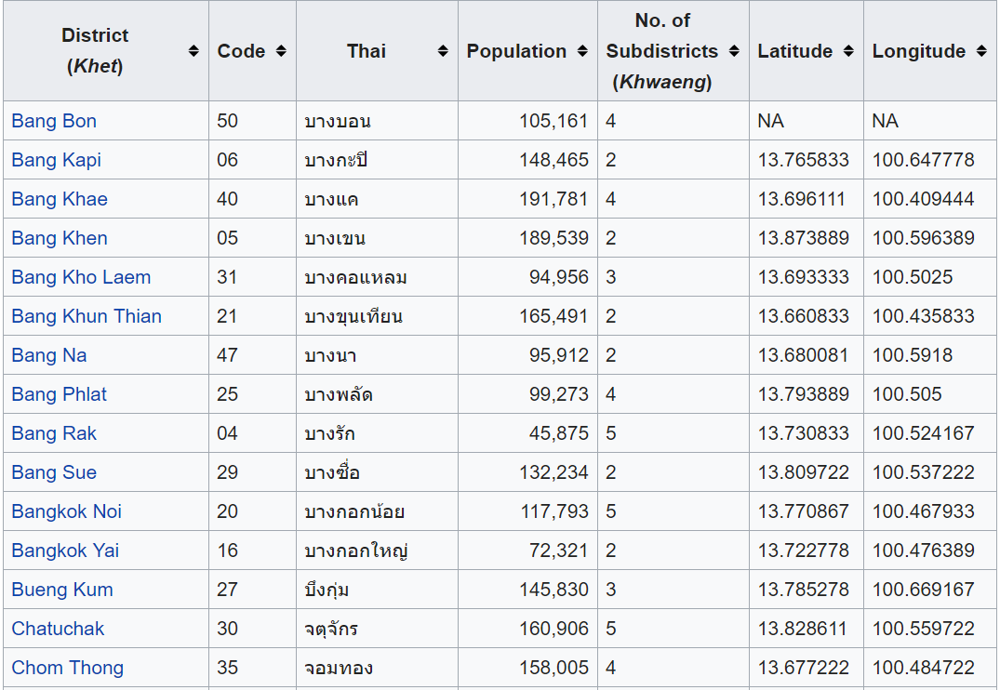 District (Khet) Code Thai Population No. of Subdistricts (Khwaeng) Latitude Longitude
Bang Bon 50 บางบอน 105,161 4 NA NA
Bang Kapi 06 บางกะปิ 148,465 2 13.765833 100.647778
Bang Khae 40 บางแค 191,781 4 13.696111 100.409444
Bang Khen 05 บางเขน 189,539 2 13.873889 100.596389
Bang Kho Laem 31 บางคอแหลม 94,956 3 13.693333 100.5025
Bang Khun Thian 21 บางขุนเทียน 165,491 2 13.660833 100.435833
Bang Na 47 บางนา 95,912 2 13.680081 100.5918
Bang Phlat 25 บางพลัด 99,273 4 13.793889 100.505
Bang Rak 04 บางรัก 45,875 5 13.730833 100.524167
Bang Sue 29 บางซื่อ 132,234 2 13.809722 100.537222
Bangkok Noi 20 บางกอกน้อย 117,793 5 13.770867 100.467933
Bangkok Yai 16 บางกอกใหญ่ 72,321 2 13.722778 100.476389
Bueng Kum 27 บึงกุ่ม 145,830 3 13.785278 100.669167
Chatuchak 30 จตุจักร 160,906 5 13.828611 100.559722
Chom Thong 35 จอมทอง 158,005 4 13.677222 100.484722